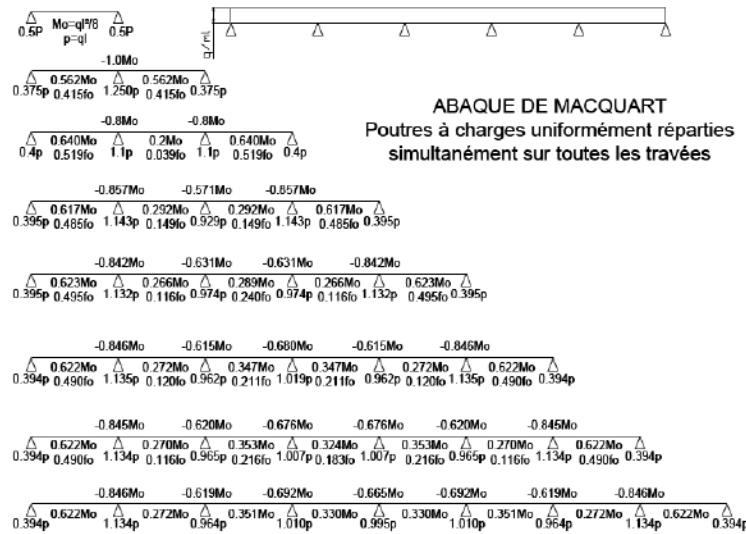 0.5P Mo=ql²/8 0.5P
p=ql
q/ml
ABAQUE DE MACQUART
Poutres à charges uniformément réparties
simultanément sur toutes les travées
-1.0Mo
0.562Mo 0.562Mo
0.375p 0.415fo 1.250p 0.415fo 0.375p
-0.8Mo -0.8Mo
0.640Mo 0.2Mo 0.640Mo
0.4p 0.519fo 1.1p 0.039fo 1.1p 0.519fo 0.4p
-0.857Mo -0.571Mo -0.857Mo
0.617Mo 0.292Mo 0.292Mo 0.617Mo
0.395p 0.485fo 1.143p 0.149fo 0.929p 0.149fo 1.143p 0.485fo 0.395p
-0.842Mo -0.631Mo -0.631Mo -0.842Mo
0.623Mo 0.266Mo 0.289Mo 0.266Mo 0.623Mo
0.395p 0.495fo 1.132p 0.116fo 0.974p 0.240fo 0.974p 0.116fo 1.132p 0.495fo 0.395p
-0.846Mo -0.615Mo -0.680Mo -0.615Mo -0.846Mo
0.622Mo 0.272Mo 0.347Mo 0.347Mo 0.272Mo 0.622Mo
0.394p 0.490fo 1.135p 0.120fo 0.962p 0.211fo 1.019p 0.211fo 0.962p 0.120fo 1.135p 0.490fo 0.394p
-0.845Mo -0.620Mo -0.676Mo -0.676Mo -0.620Mo -0.845Mo
0.622Mo 0.270Mo 0.353Mo 0.324Mo 0.353Mo 0.270Mo 0.622Mo
0.394p 0.490fo 1.134p 0.116fo 0.965p 0.216fo 1.007p 0.183fo 1.007p 0.216fo 0.965p 0.116fo 1.134p 0.490fo 0.394p
-0.846Mo -0.619Mo -0.692Mo -0.665Mo -0.692Mo -0.619Mo -0.846Mo
0.394p 0.622Mo 1.134p 0.272Mo 0.964p 0.351Mo 1.010p 0.330Mo 0.995p 0.330Mo 1.010p 0.351Mo 0.964p 0.272Mo 1.134p 0.622Mo 0.394p